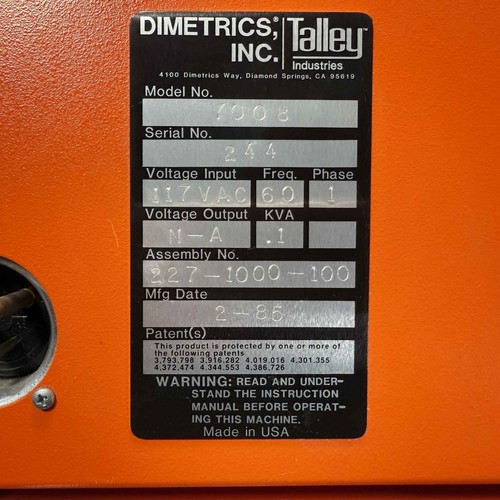 DIMETRICS, INC. Talley™
Industries
4100 Dimetrics Way, Diamond Springs, CA 95619
Model No.
1008
Serial No.
244
Voltage Input Freq. Phase
117VAC 60 1
Voltage Output KVA
N-A .1
Assembly No.
227-1000-100
Mfg Date
2-85
Patent(s)
This product is protected by one or more of
the following patents
3,793,798 3,916,282 4,019,016 4,301,355
4,372,474 4,344,553 4,386,726
WARNING: READ AND UNDER-
STAND THE INSTRUCTION
MANUAL BEFORE OPERAT-
ING THIS MACHINE.
Made in USA